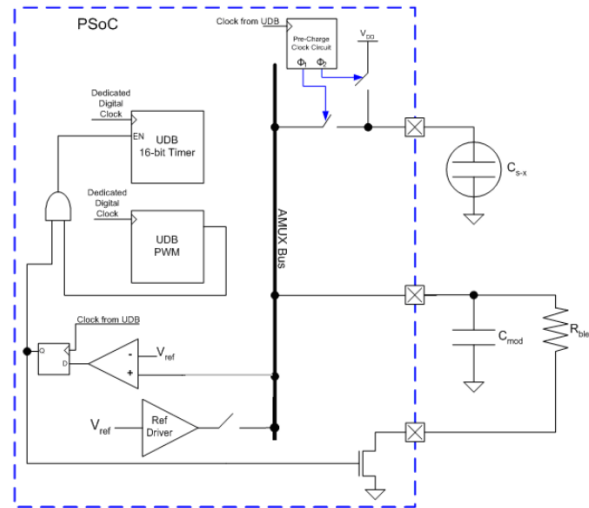 PSoC
Clock from UDB
Pre-Charge
Clock Circuit
Φ1 Φ2
VDD
Dedicated
Digital
Clock
EN
UDB
16-bit Timer
Cs-x
Dedicated
Digital
Clock
UDB
PWM
AMUX Bus
Clock from UDB
Q
D
-
+
Vref
Cmod
Rble
Vref
Ref
Driver